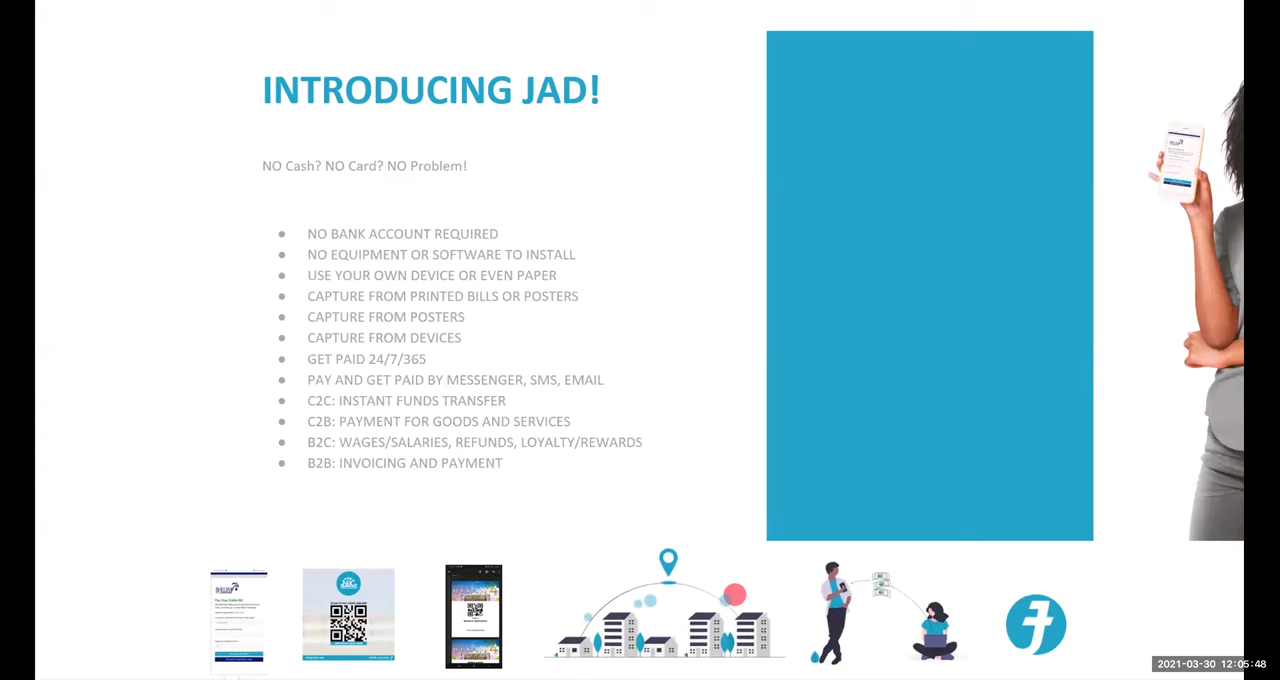 INTRODUCING JAD!
NO Cash? NO Card? NO Problem!
● NO BANK ACCOUNT REQUIRED
● NO EQUIPMENT OR SOFTWARE TO INSTALL
● USE YOUR OWN DEVICE OR EVEN PAPER
● CAPTURE FROM PRINTED BILLS OR POSTERS
● CAPTURE FROM POSTERS
● CAPTURE FROM DEVICES
● GET PAID 24/7/365
● PAY AND GET PAID BY MESSENGER, SMS, EMAIL
● C2C: INSTANT FUNDS TRANSFER
● C2B: PAYMENT FOR GOODS AND SERVICES
● B2C: WAGES/SALARIES, REFUNDS, LOYALTY/REWARDS
● B2B: INVOICING AND PAYMENT
2021-03-30 12:05:48